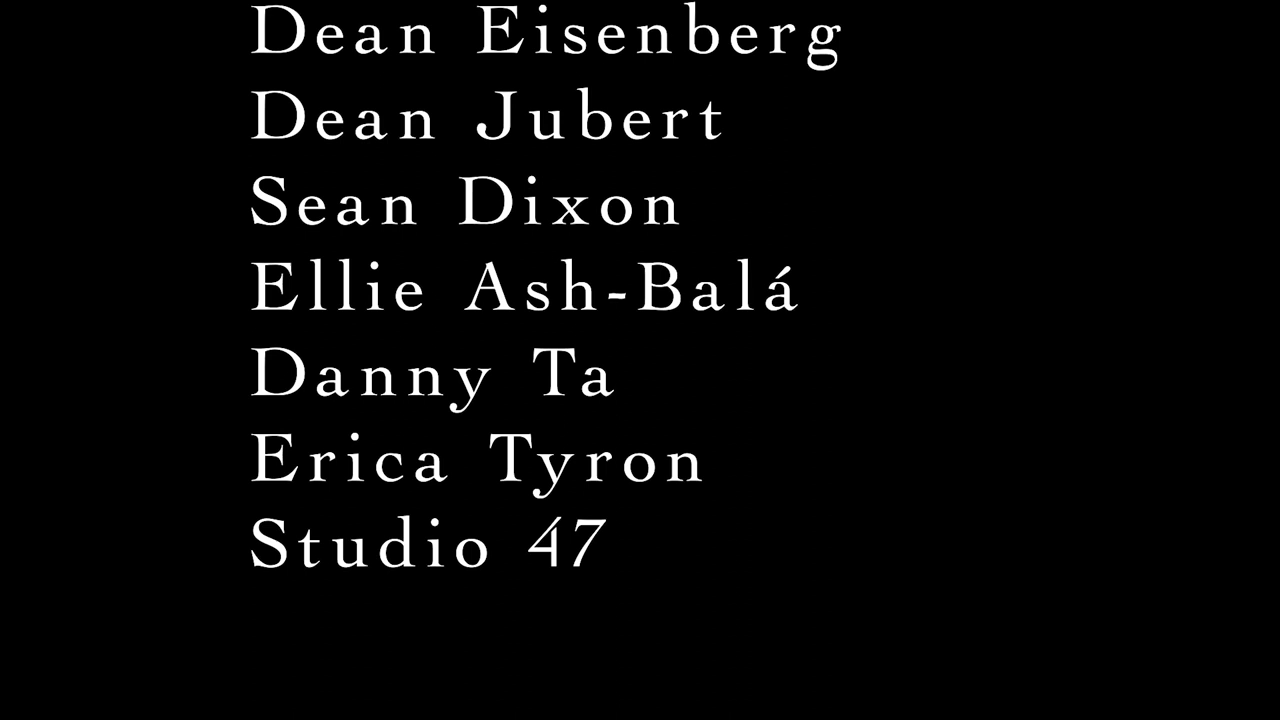 Dean Eisenberg
Dean Jubert
Sean Dixon
Ellie Ash-Balá
Danny Ta
Erica Tyron
Studio 47